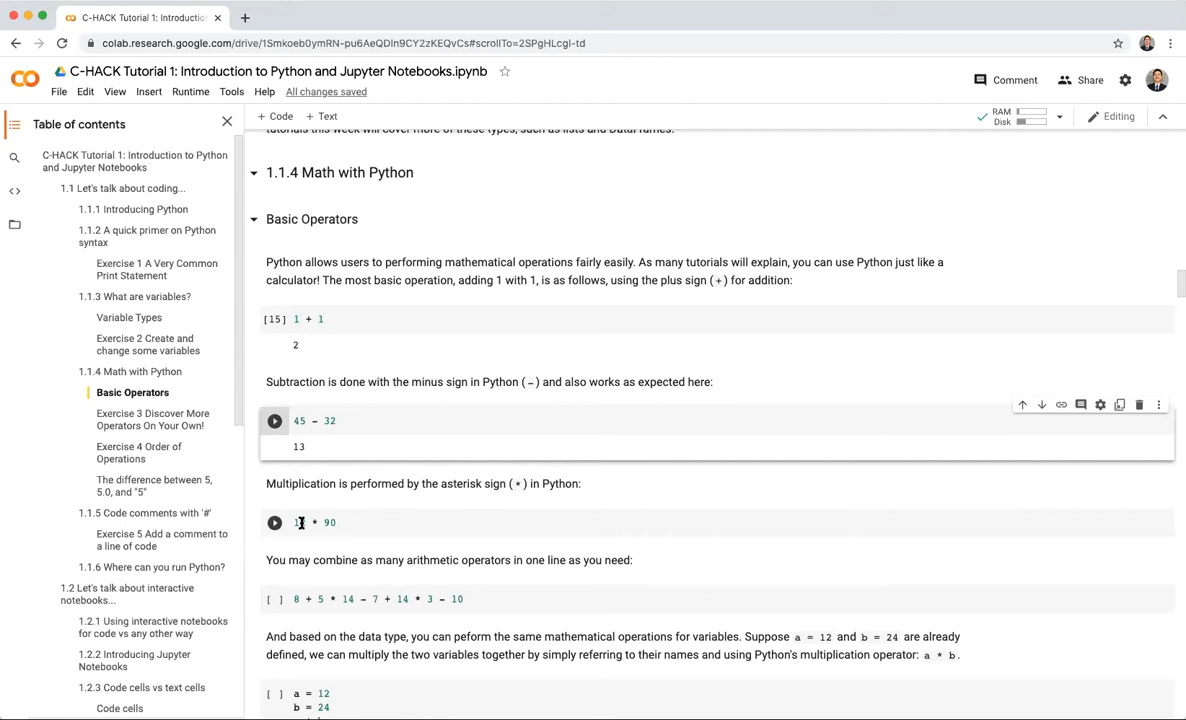 C-HACK Tutorial 1: Introduction
colab.research.google.com/drive/1Smkoeb0ymRN-pu6AeQDIn9CY2zKEQvCs#scrollTo=2SPgHLcgl-td
C-HACK Tutorial 1: Introduction to Python and Jupyter Notebooks.ipynb
Comment
Share
File Edit View Insert Runtime Tools Help All changes saved
+ Code + Text
RAM
Disk
Editing
Table of contents
C-HACK Tutorial 1: Introduction to Python
and Jupyter Notebooks
1.1 Let's talk about coding...
1.1.1 Introducing Python
1.1.2 A quick primer on Python
syntax
Exercise 1 A Very Common
Print Statement
1.1.3 What are variables?
Variable Types
Exercise 2 Create and
change some variables
1.1.4 Math with Python
Basic Operators
Exercise 3 Discover More
Operators On Your Own!
Exercise 4 Order of
Operations
The difference between 5,
5.0, and "5"
1.1.5 Code comments with '#'
Exercise 5 Add a comment to
a line of code
1.1.6 Where can you run Python?
1.2 Let's talk about interactive
notebooks...
1.2.1 Using interactive notebooks
for code vs any other way
1.2.2 Introducing Jupyter
Notebooks
1.2.3 Code cells vs text cells
Code cells
tutorials this week will cover more of these types, such as lists and DataFrames.
1.1.4 Math with Python
Basic Operators
Python allows users to performing mathematical operations fairly easily. As many tutorials will explain, you can use Python just like a
calculator! The most basic operation, adding 1 with 1, is as follows, using the plus sign (+) for addition:
[15] 1 + 1
2
Subtraction is done with the minus sign in Python (-) and also works as expected here:
45 - 32
13
Multiplication is performed by the asterisk sign (*) in Python:
* 90
You may combine as many arithmetic operators in one line as you need:
[ ] 8 + 5 * 14 - 7 + 14 * 3 - 10
And based on the data type, you can peform the same mathematical operations for variables. Suppose a = 12 and b = 24 are already
defined, we can multiply the two variables together by simply referring to their names and using Python's multiplication operator: a * b.
[ ] a = 12
b = 24